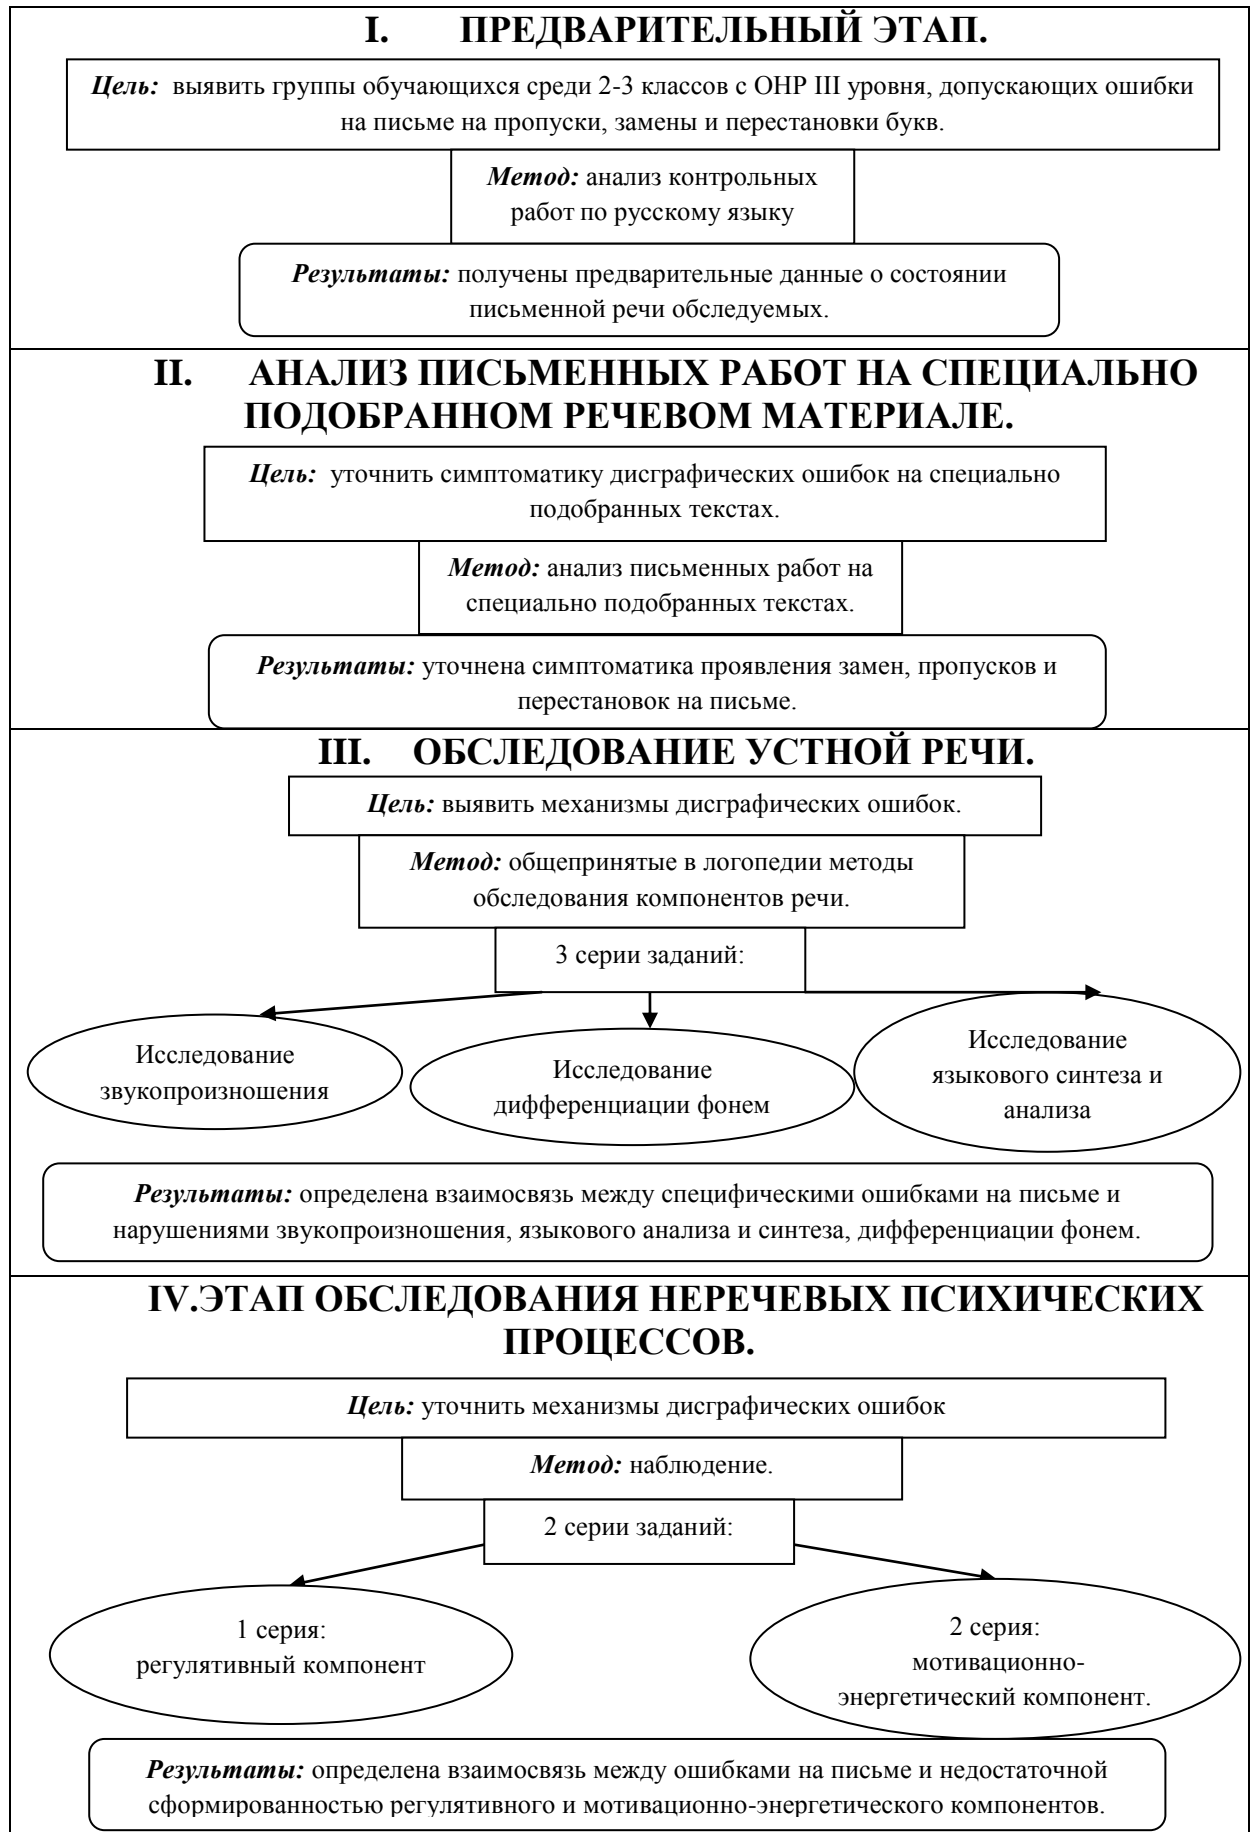 I. ПРЕДВАРИТЕЛЬНЫЙ ЭТАП.
Цель: выявить группы обучающихся среди 2-3 классов с ОНР III уровня, допускающих ошибки
на письме на пропуски, замены и перестановки букв.
Метод: анализ контрольных
работ по русскому языку
Результаты: получены предварительные данные о состоянии
письменной речи обследуемых.
II. АНАЛИЗ ПИСЬМЕННЫХ РАБОТ НА СПЕЦИАЛЬНО
ПОДОБРАННОМ РЕЧЕВОМ МАТЕРИАЛЕ.
Цель: уточнить симптоматику дисграфических ошибок на специально
подобранных текстах.
Метод: анализ письменных работ на
специально подобранных текстах.
Результаты: уточнена симптоматика проявления замен, пропусков и
перестановок на письме.
III. ОБСЛЕДОВАНИЕ УСТНОЙ РЕЧИ.
Цель: выявить механизмы дисграфических ошибок.
Метод: общепринятые в логопедии методы
обследования компонентов речи.
3 серии заданий:
Исследование
звукопроизношения
Исследование
дифференциации фонем
Исследование
языкового синтеза и
анализа
Результаты: определена взаимосвязь между специфическими ошибками на письме и
нарушениями звукопроизношения, языкового анализа и синтеза, дифференциации фонем.
IV.ЭТАП ОБСЛЕДОВАНИЯ НЕРЕЧЕВЫХ ПСИХИЧЕСКИХ
ПРОЦЕССОВ.
Цель: уточнить механизмы дисграфических ошибок
Метод: наблюдение.
2 серии заданий:
1 серия:
регулятивный компонент
2 серия:
мотивационно-
энергетический компонент.
Результаты: определена взаимосвязь между ошибками на письме и недостаточной
сформированностью регулятивного и мотивационно-энергетического компонентов.